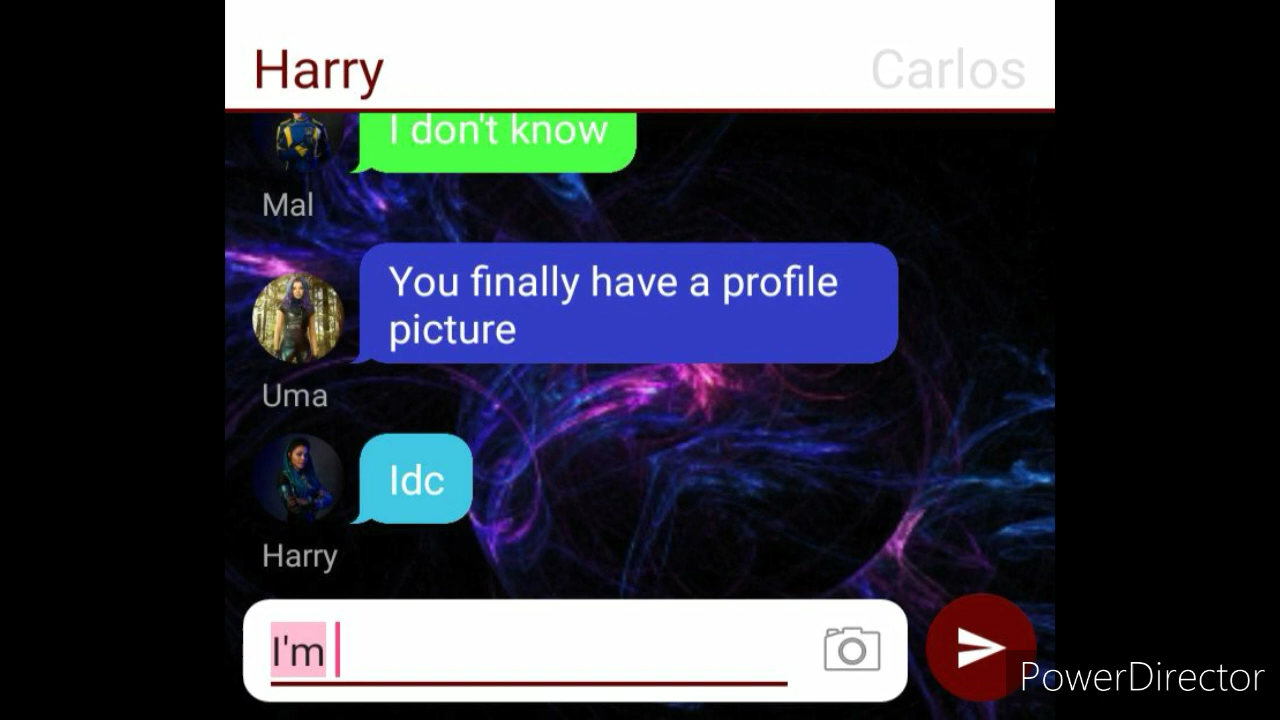 Harry
Carlos
I don't know
Mal
You finally have a profile
picture
Uma
Idc
Harry
I'm
PowerDirector